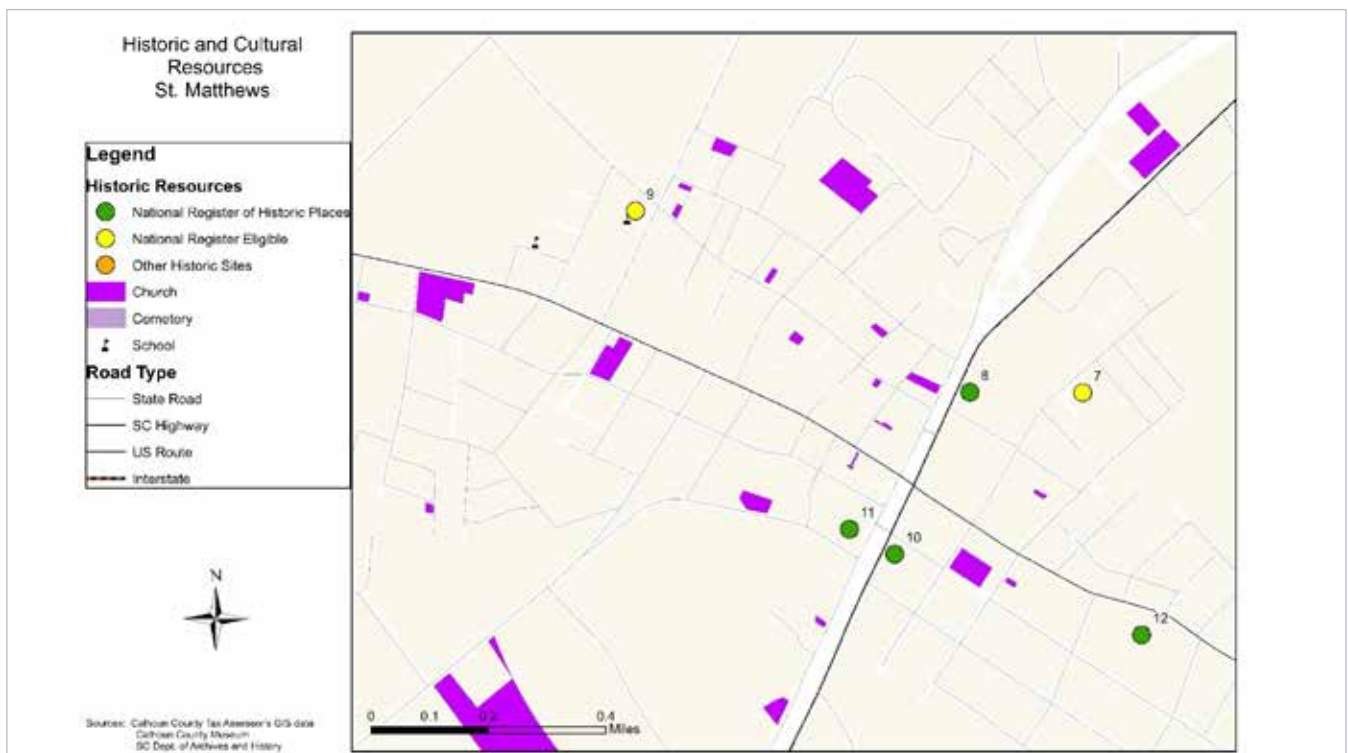 Historic and Cultural
Resources
St. Matthews
Legend
Historic Resources
National Register of Historic Places
National Register Eligible
Other Historic Sites
Church
Cemetory
School
Road Type
State Road
SC Highway
US Route
Interstate
N
Sources: Calhoun County Tax Assessor's GIS data
Calhoun County Museum
SC Dept. of Archives and History
9
8
7
11
10
12
0 0.1 0.2 0.4
Miles